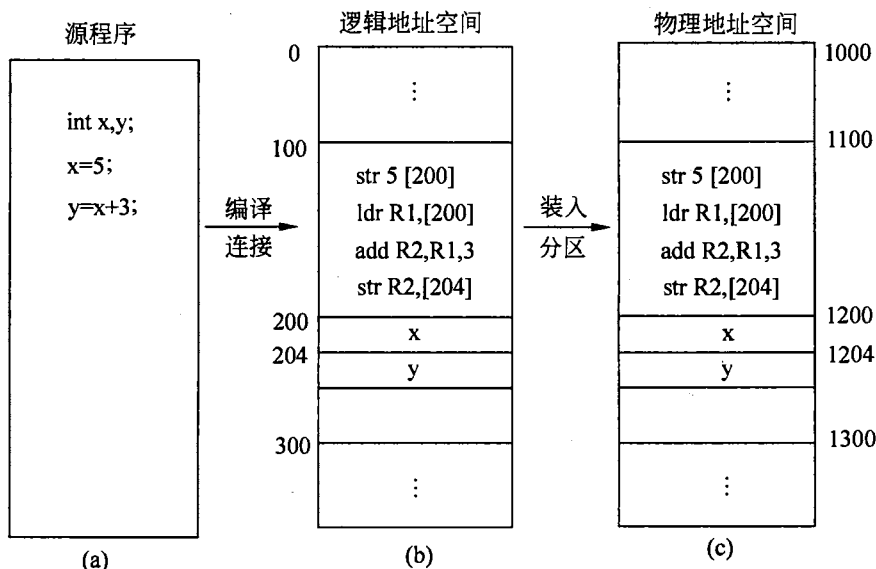 源程序
int x,y;
x=5;
y=x+3;
(a)
编译
连接
逻辑地址空间
0
⋮
100
str 5 [200]
ldr R1,[200]
add R2,R1,3
str R2,[204]
200
x
204
y
300
⋮
(b)
装入
分区
物理地址空间
1000
⋮
1100
str 5 [200]
ldr R1,[200]
add R2,R1,3
str R2,[204]
1200
x
1204
y
1300
⋮
(c)